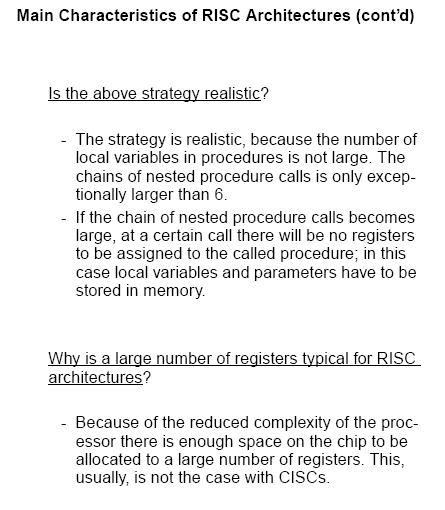 Main Characteristics of RISC Architectures (cont'd)
Is the above strategy realistic?
- The strategy is realistic, because the number of
local variables in procedures is not large. The
chains of nested procedure calls is only excep-
tionally larger than 6.
- If the chain of nested procedure calls becomes
large, at a certain call there will be no registers
to be assigned to the called procedure; in this
case local variables and parameters have to be
stored in memory.
Why is a large number of registers typical for RISC
architectures?
- Because of the reduced complexity of the proc-
essor there is enough space on the chip to be
allocated to a large number of registers. This,
usually, is not the case with CISCs.